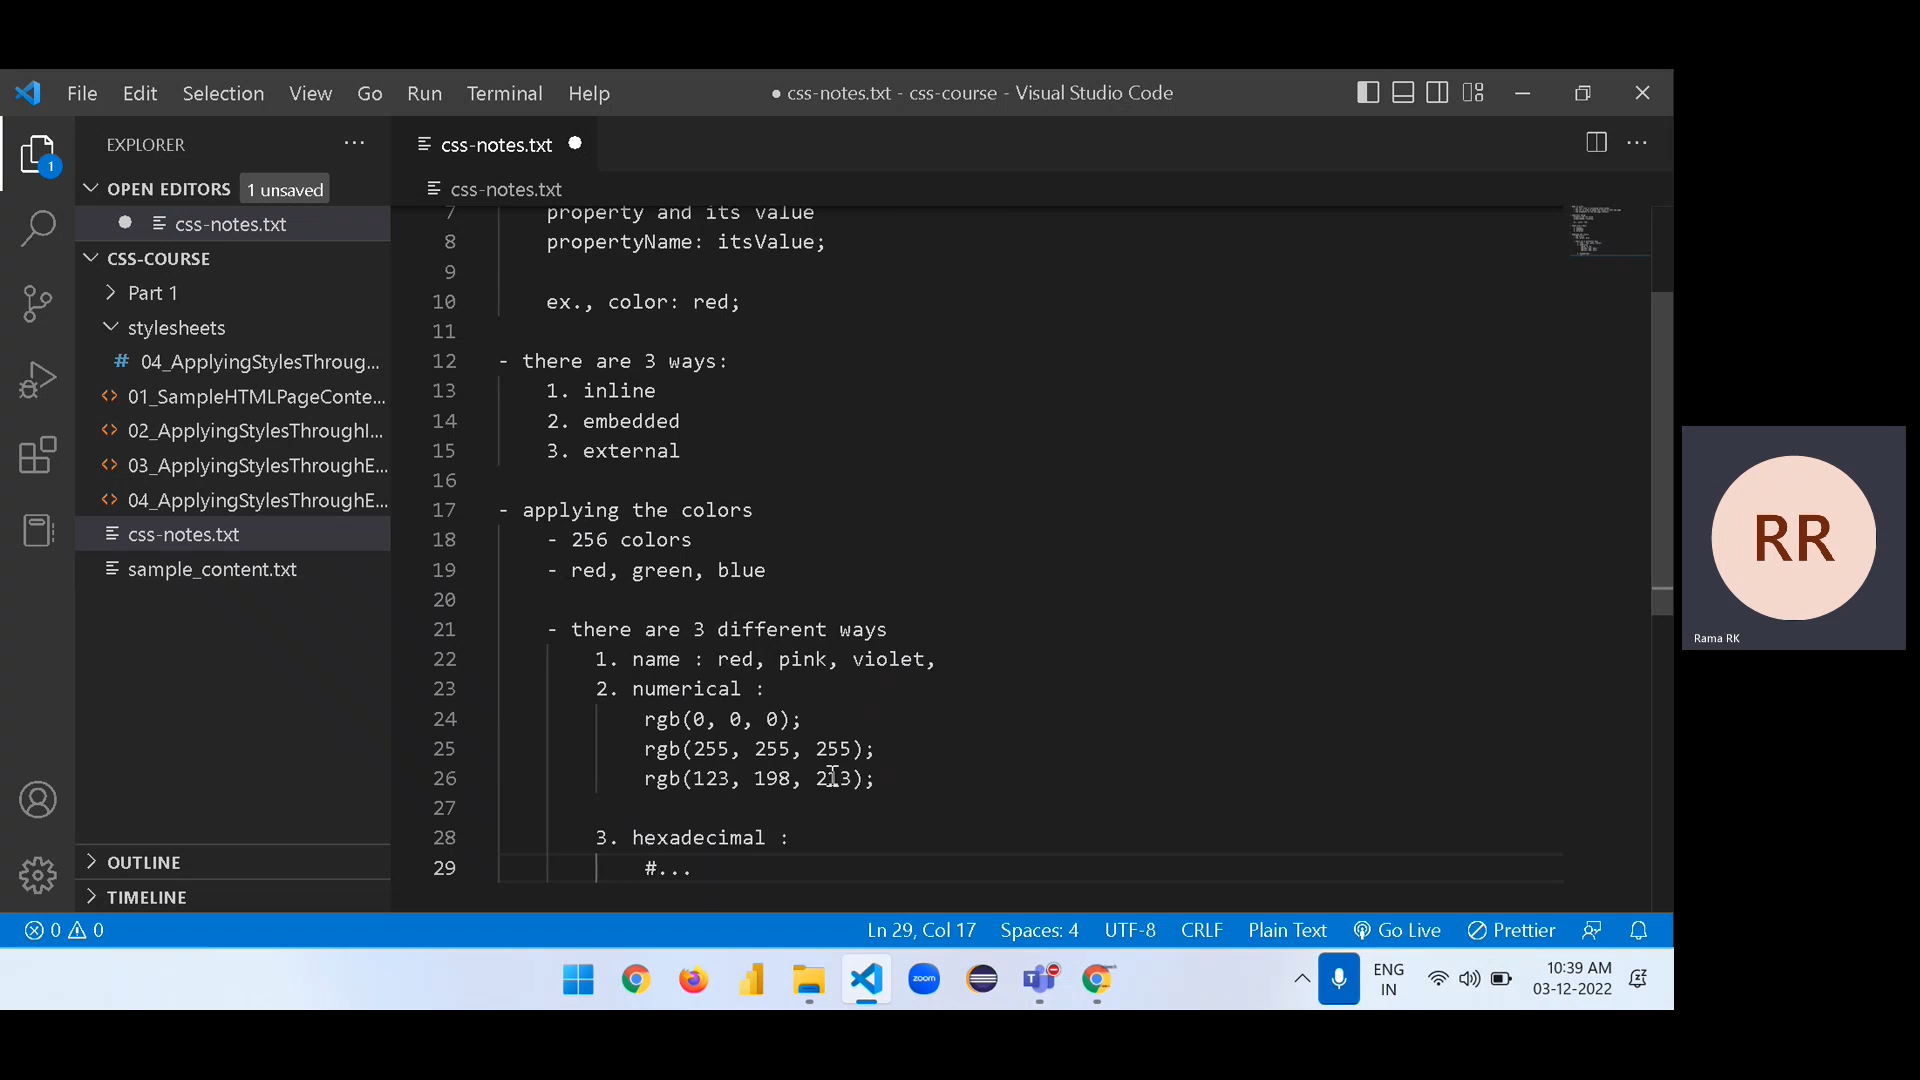 File Edit Selection View Go Run Terminal Help
● css-notes.txt - css-course - Visual Studio Code
EXPLORER
OPEN EDITORS 1 unsaved
css-notes.txt
CSS-COURSE
Part 1
stylesheets
04_ApplyingStylesThroug...
01_SampleHTMLPageConte...
02_ApplyingStylesThroughI...
03_ApplyingStylesThroughE...
04_ApplyingStylesThroughE...
css-notes.txt
sample_content.txt
OUTLINE
TIMELINE
1
css-notes.txt
css-notes.txt
7 property and its value
8 propertyName: itsValue;
9
10 ex., color: red;
11
12 - there are 3 ways:
13 1. inline
14 2. embedded
15 3. external
16
17 - applying the colors
18 - 256 colors
19 - red, green, blue
20
21 - there are 3 different ways
22 1. name : red, pink, violet,
23 2. numerical :
24 rgb(0, 0, 0);
25 rgb(255, 255, 255);
26 rgb(123, 198, 213);
27
28 3. hexadecimal :
29 #...
RR
Rama RK
0 0 Ln 29, Col 17 Spaces: 4 UTF-8 CRLF Plain Text Go Live Prettier
zoom
ENG
IN
10:39 AM
03-12-2022